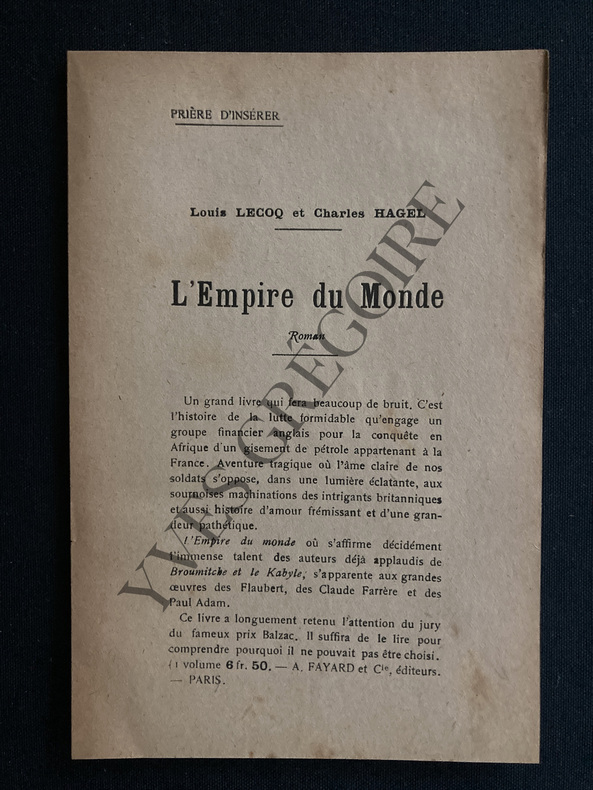 PRIÈRE D'INSÉRER
Louis LECOQ et Charles HAGEL
L'Empire du Monde
Roman
Un grand livre qui fera beaucoup de bruit. C'est
l'histoire de la lutte formidable qu'engage un
groupe financier anglais pour la conquête en
Afrique d'un gisement de pétrole appartenant à la
France. Aventure tragique où l'âme claire de nos
soldats s'oppose, dans une lumière éclatante, aux
sournoises machinations des intrigants britanniques
et aussi histoire d'amour frémissant et d'une gran-
deur pathétique.
L'Empire du monde où s'affirme décidément
l'immense talent des auteurs déjà applaudis de
Broumitche et le Kabyle, s'apparente aux grandes
œuvres des Flaubert, des Claude Farrère et des
Paul Adam.
Ce livre a longuement retenu l'attention du jury
du fameux prix Balzac. Il suffira de le lire pour
comprendre pourquoi il ne pouvait pas être choisi.
(1 volume 6 fr. 50. — A. FAYARD et Cie, éditeurs.
— PARIS.
YVES GRÉGOIRE